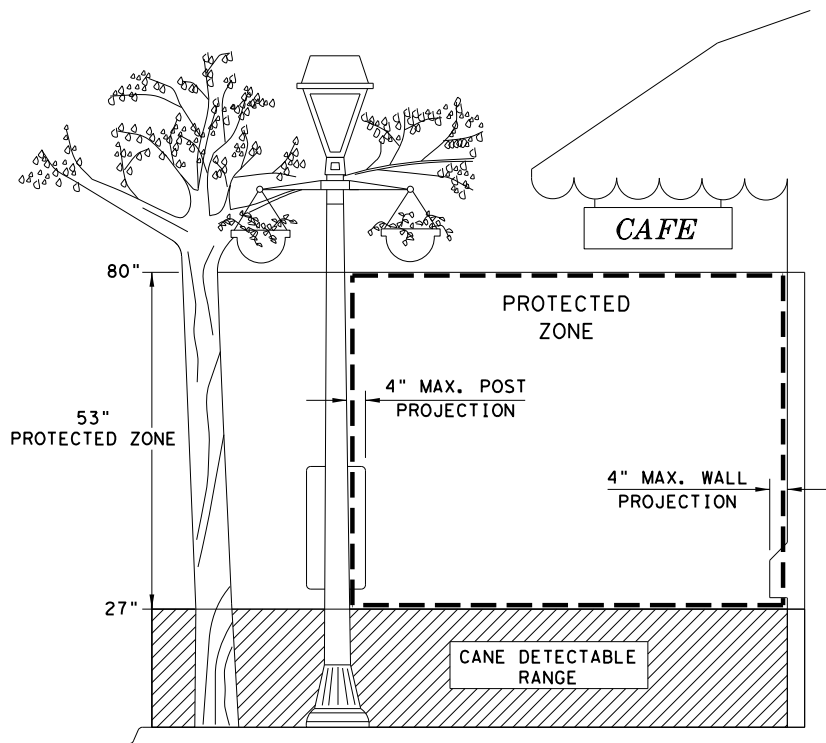 CAFE
80"
PROTECTED
ZONE
4" MAX. POST
PROJECTION
53"
PROTECTED ZONE
4" MAX. WALL
PROJECTION
27"
CANE DETECTABLE
RANGE